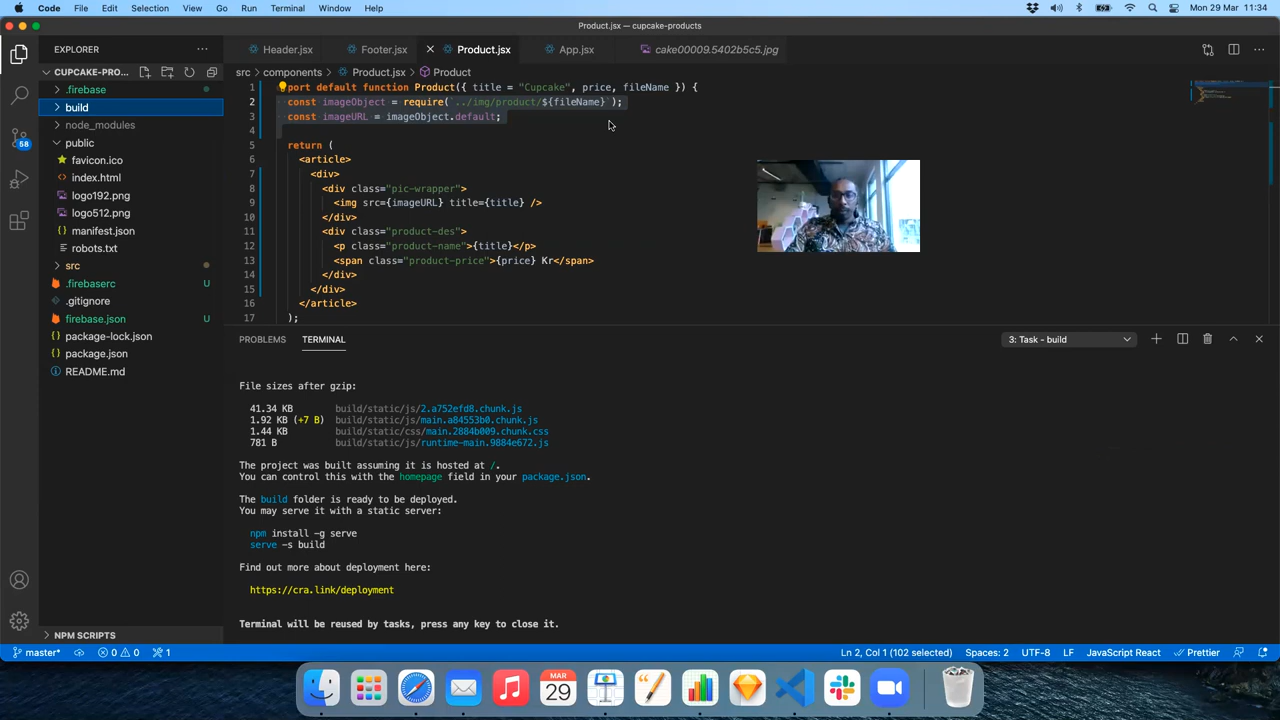 Code File Edit Selection View Go Run Terminal Window Help Mon 29 Mar 11:34
Product.jsx — cupcake-products
EXPLORER
Header.jsx Footer.jsx Product.jsx App.jsx cake00009.5402b5c5.jpg
CUPCAKE-PRO...
src › components › Product.jsx › Product
.firebase
build
node_modules
public
favicon.ico
index.html
logo192.png
logo512.png
manifest.json
robots.txt
src
.firebaserc U
.gitignore
firebase.json U
package-lock.json
package.json
README.md
NPM SCRIPTS
58
1 port default function Product({ title = "Cupcake", price, fileName }) {
2 const imageObject = require(`../img/product/${fileName}`);
3 const imageURL = imageObject.default;
4
5 return (
6 <article>
7 <div>
8 <div class="pic-wrapper">
9 <img src={imageURL} title={title} />
10 </div>
11 <div class="product-des">
12 <p class="product-name">{title}</p>
13 <span class="product-price">{price} Kr</span>
14 </div>
15 </div>
16 </article>
17 );
PROBLEMS TERMINAL 3: Task - build
File sizes after gzip:
41.34 KB build/static/js/2.a752efd8.chunk.js
1.92 KB (+7 B) build/static/js/main.a84553b0.chunk.js
1.44 KB build/static/css/main.2884b009.chunk.css
781 B build/static/js/runtime-main.9884e672.js
The project was built assuming it is hosted at /.
You can control this with the homepage field in your package.json.
The build folder is ready to be deployed.
You may serve it with a static server:
npm install -g serve
serve -s build
Find out more about deployment here:
https://cra.link/deployment
Terminal will be reused by tasks, press any key to close it.
master* 0 0 1 Ln 2, Col 1 (102 selected) Spaces: 2 UTF-8 LF JavaScript React Prettier
MAR
29